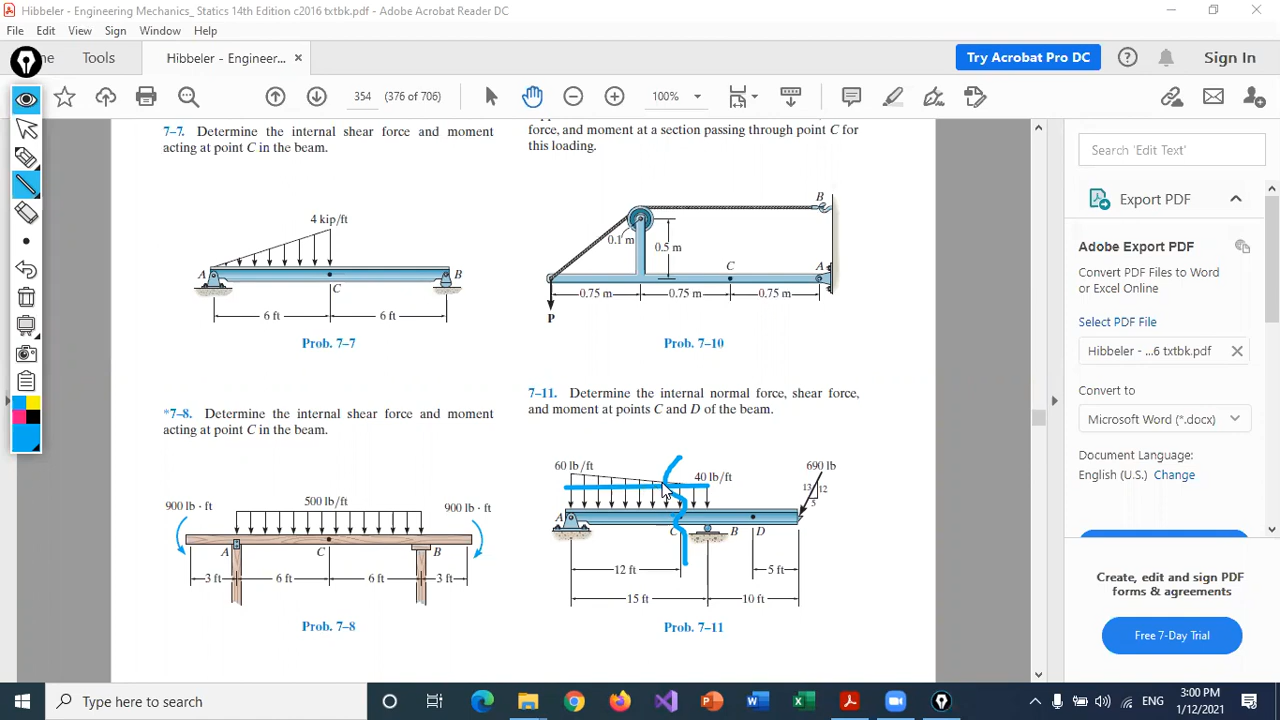 Hibbeler - Engineering Mechanics_ Statics 14th Edition c2016 txtbk.pdf - Adobe Acrobat Reader DC
File Edit View Sign Window Help
me Tools Hibbeler - Engineer... ×
Try Acrobat Pro DC Sign In
354 (376 of 706) 100%
7–7. Determine the internal shear force and moment
acting at point C in the beam.
4 kip/ft
A B
C
6 ft 6 ft
Prob. 7–7
*7–8. Determine the internal shear force and moment
acting at point C in the beam.
900 lb · ft 500 lb/ft 900 lb · ft
A C B
3 ft 6 ft 6 ft 3 ft
Prob. 7–8
force, and moment at a section passing through point C for
this loading.
B
0.1 m 0.5 m
C A
0.75 m 0.75 m 0.75 m
P
Prob. 7–10
7–11. Determine the internal normal force, shear force,
and moment at points C and D of the beam.
60 lb/ft 40 lb/ft 690 lb
13 12
5
A C B D
12 ft 5 ft
15 ft 10 ft
Prob. 7–11
Search 'Edit Text'
Export PDF
Adobe Export PDF
Convert PDF Files to Word
or Excel Online
Select PDF File
Hibbeler - ...6 txtbk.pdf
Convert to
Microsoft Word (*.docx)
Document Language:
English (U.S.) Change
Create, edit and sign PDF
forms & agreements
Free 7-Day Trial
Type here to search
ENG
3:00 PM
1/12/2021